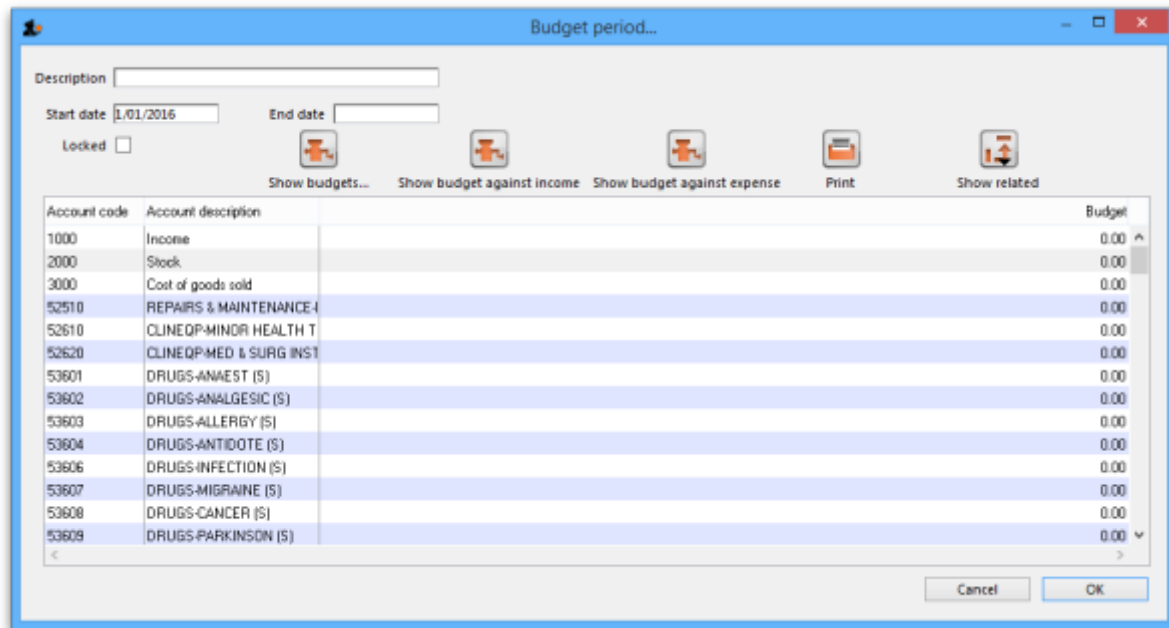 Budget period...
Description
Start date 1/01/2016 End date
Locked
Show budgets... Show budget against income Show budget against expense Print Show related
Account code Account description Budget
1000 Income 0.00
2000 Stock 0.00
3000 Cost of goods sold 0.00
52510 REPAIRS & MAINTENANCE- 0.00
52610 CLINEQP-MINOR HEALTH T 0.00
52620 CLINEQP-MED & SURG INST 0.00
53601 DRUGS-ANAEST (S) 0.00
53602 DRUGS-ANALGESIC (S) 0.00
53603 DRUGS-ALLERGY (S) 0.00
53604 DRUGS-ANTIDOTE (S) 0.00
53606 DRUGS-INFECTION (S) 0.00
53607 DRUGS-MIGRAINE (S) 0.00
53608 DRUGS-CANCER (S) 0.00
53609 DRUGS-PARKINSON (S) 0.00
Cancel OK